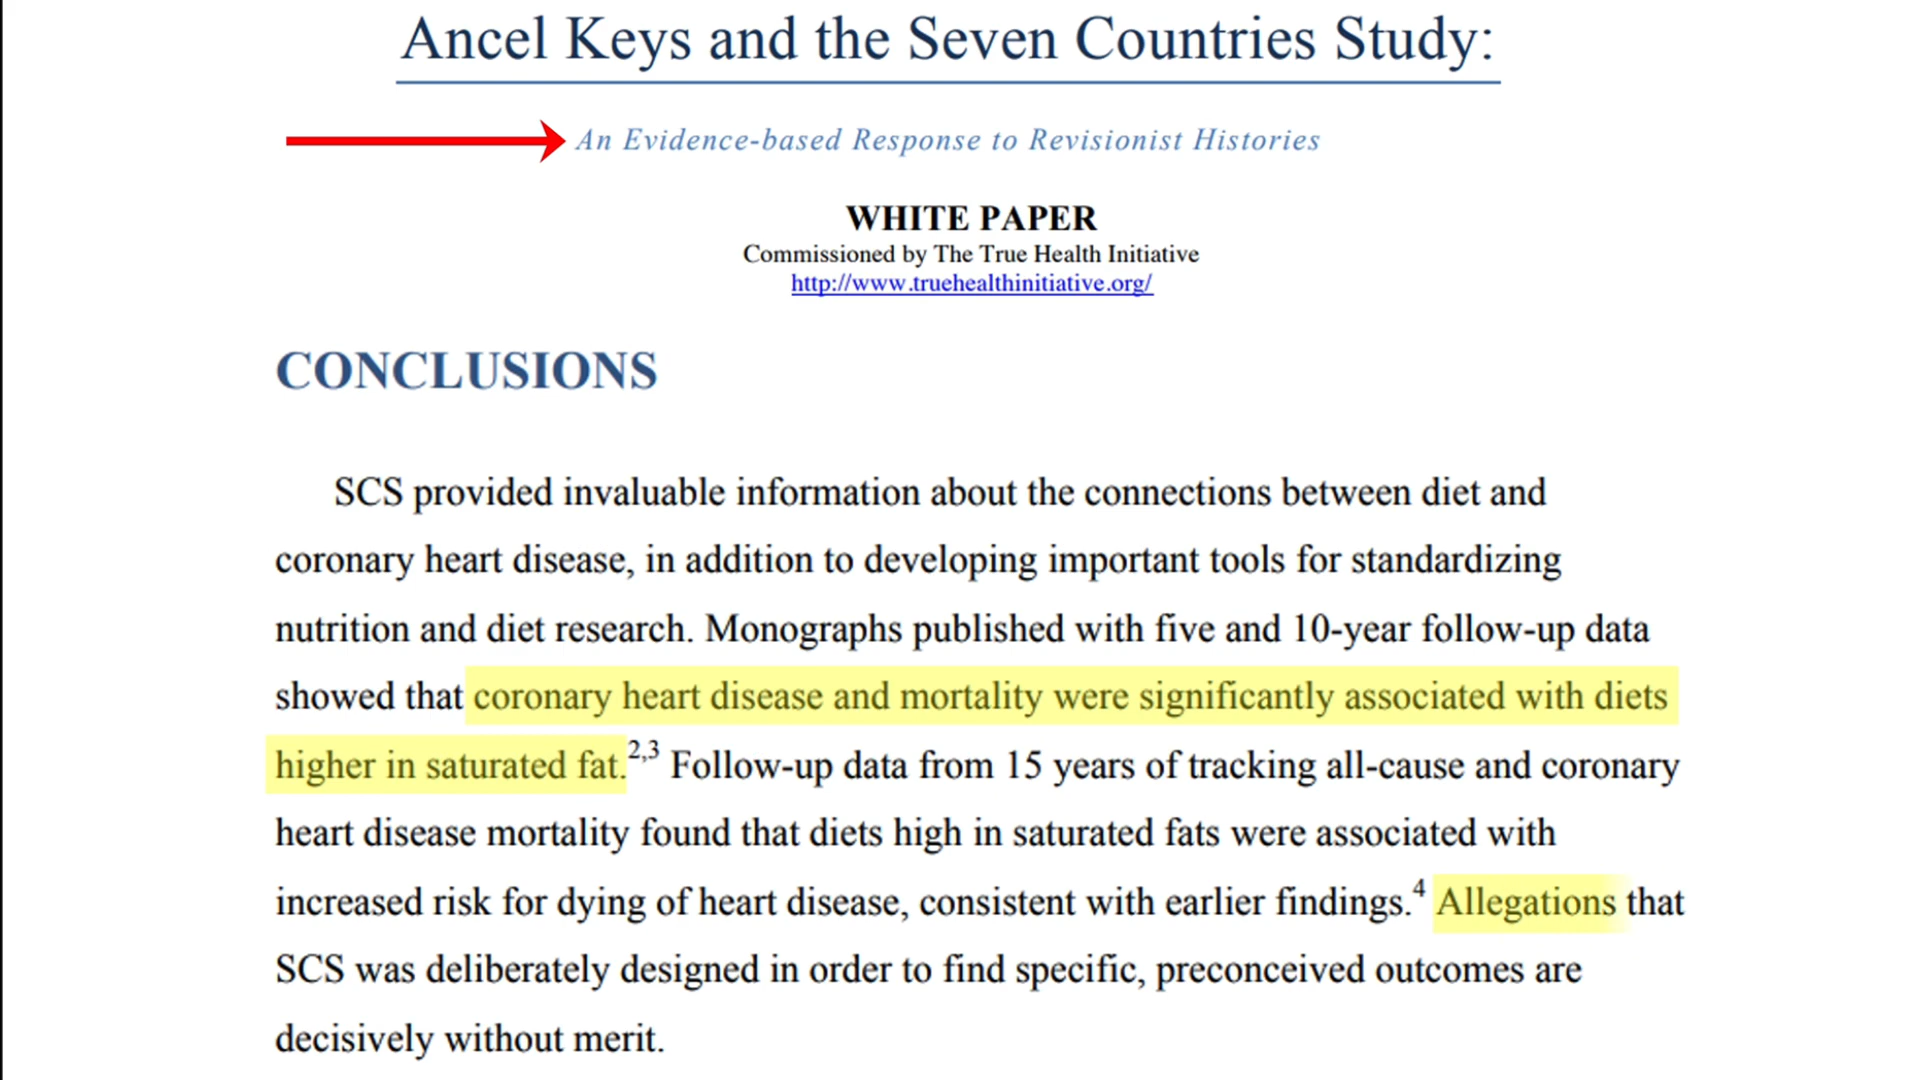 Ancel Keys and the Seven Countries Study:
An Evidence-based Response to Revisionist Histories
WHITE PAPER
Commissioned by The True Health Initiative
http://www.truehealthinitiative.org/
CONCLUSIONS
SCS provided invaluable information about the connections between diet and
coronary heart disease, in addition to developing important tools for standardizing
nutrition and diet research. Monographs published with five and 10-year follow-up data
showed that coronary heart disease and mortality were significantly associated with diets
higher in saturated fat.2,3 Follow-up data from 15 years of tracking all-cause and coronary
heart disease mortality found that diets high in saturated fats were associated with
increased risk for dying of heart disease, consistent with earlier findings.4 Allegations that
SCS was deliberately designed in order to find specific, preconceived outcomes are
decisively without merit.